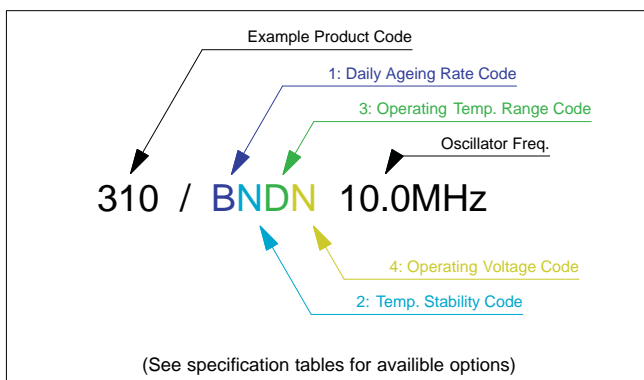 Example Product Code
1: Daily Ageing Rate Code
3: Operating Temp. Range Code
Oscillator Freq.
310 / BNDN 10.0MHz
4: Operating Voltage Code
2: Temp. Stability Code
(See specification tables for availible options)